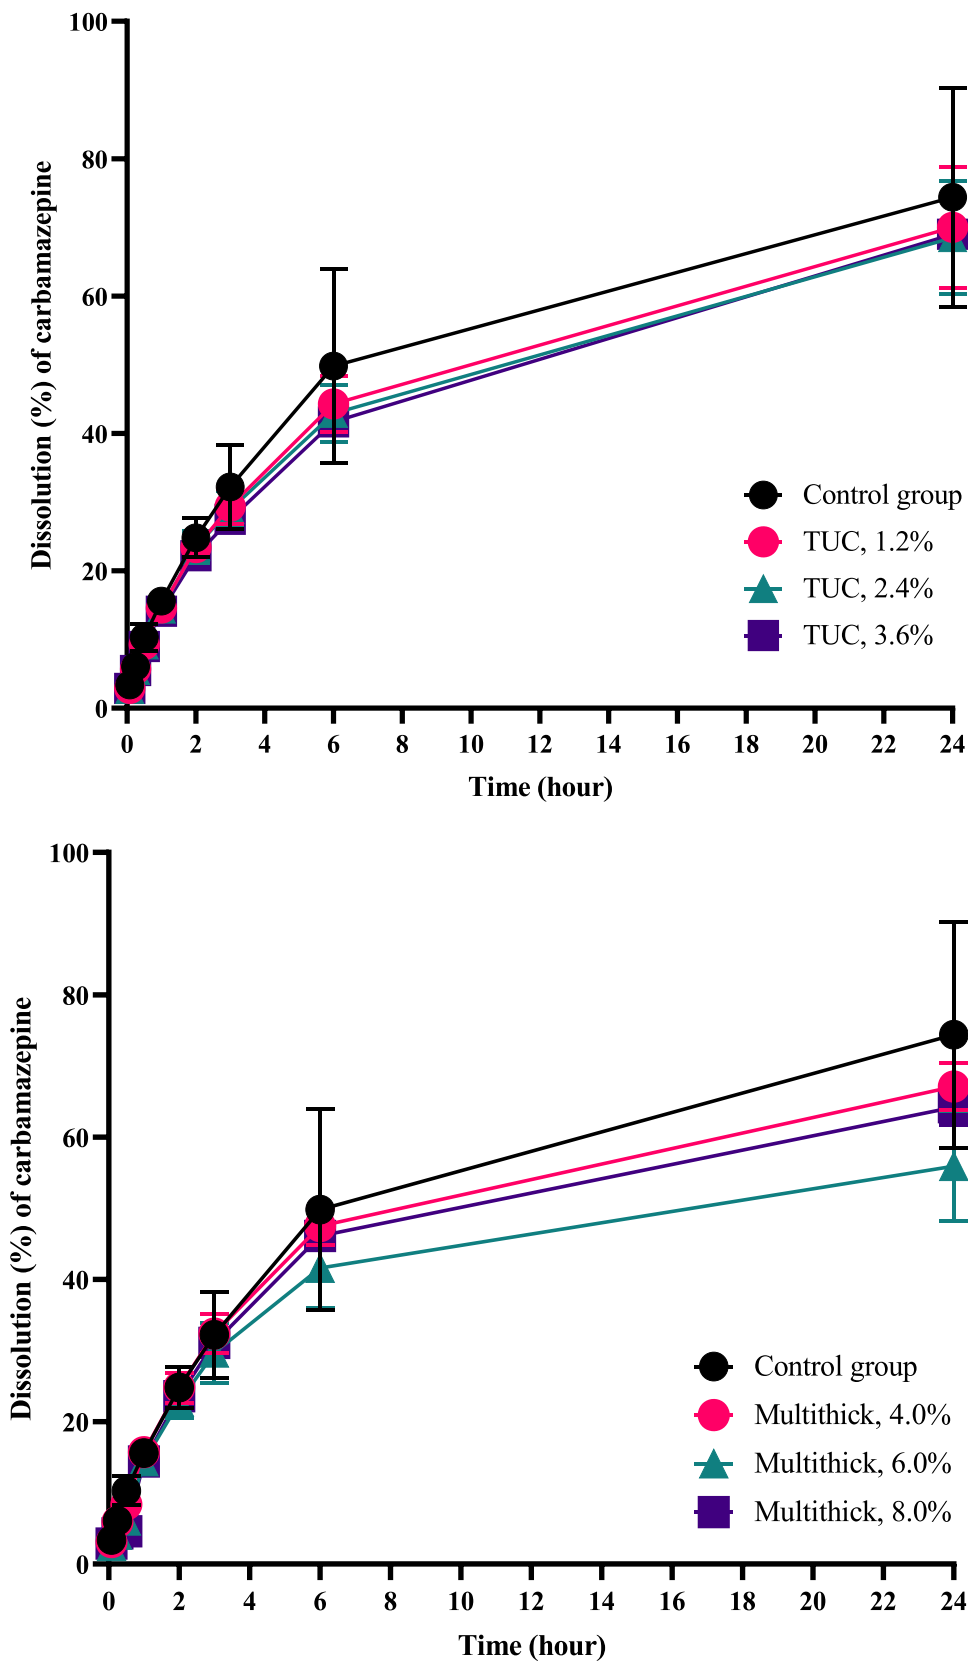 Dissolution (%) of carbamazepine
100
80
60
40
20
0
0 2 4 6 8 10 12 14 16 18 20 22 24
Time (hour)
Control group
TUC, 1.2%
TUC, 2.4%
TUC, 3.6%
Dissolution (%) of carbamazepine
100
80
60
40
20
0
0 2 4 6 8 10 12 14 16 18 20 22 24
Time (hour)
Control group
Multithick, 4.0%
Multithick, 6.0%
Multithick, 8.0%